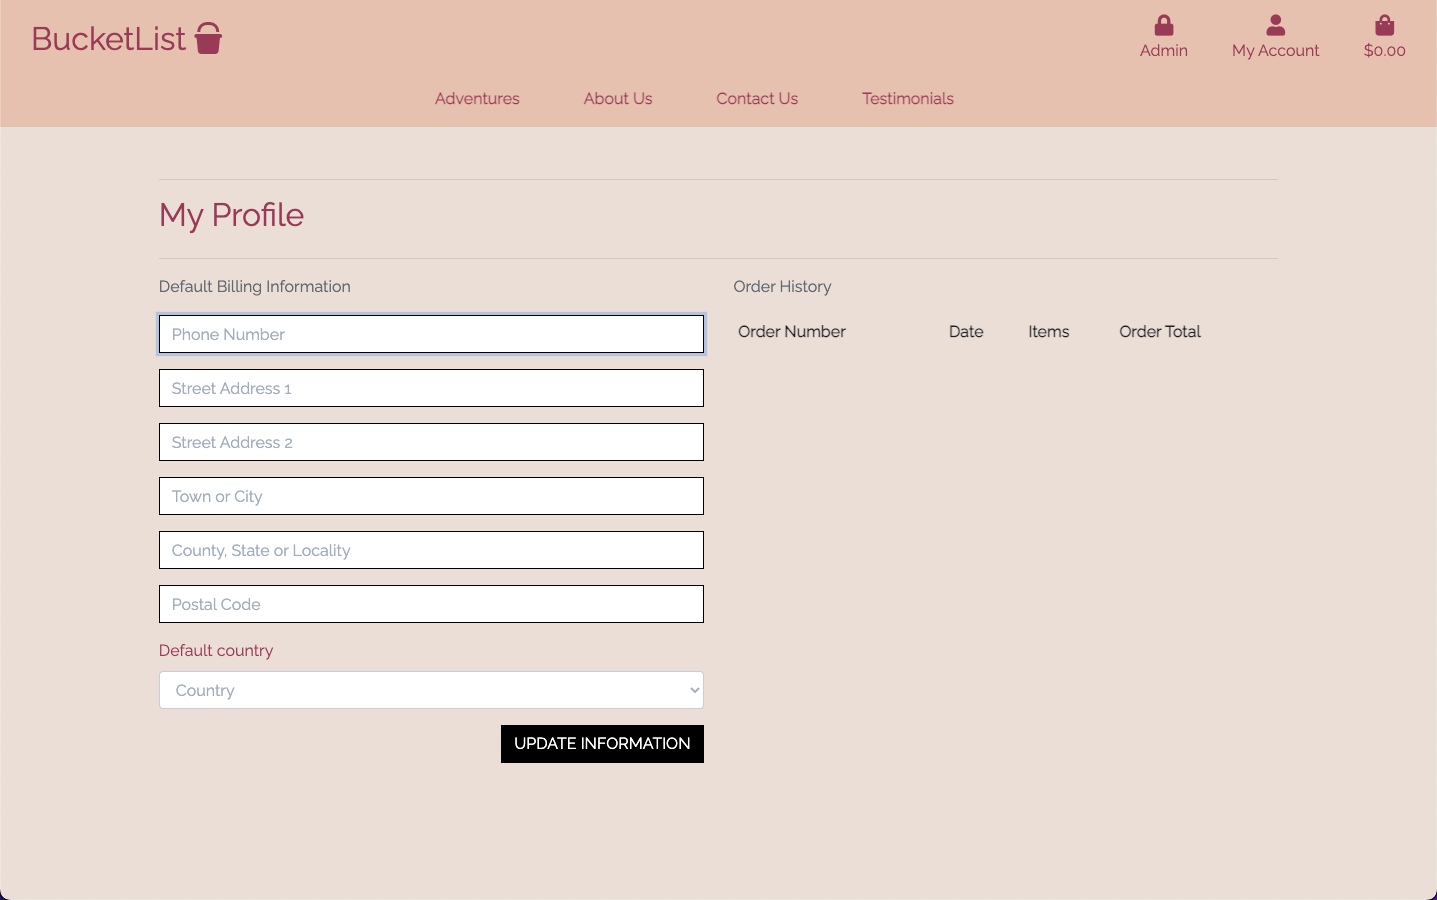 BucketList
Admin
My Account
$0.00
Adventures
About Us
Contact Us
Testimonials
My Profile
Default Billing Information
Phone Number
Street Address 1
Street Address 2
Town or City
County, State or Locality
Postal Code
Default country
Country
UPDATE INFORMATION
Order History
Order Number Date Items Order Total